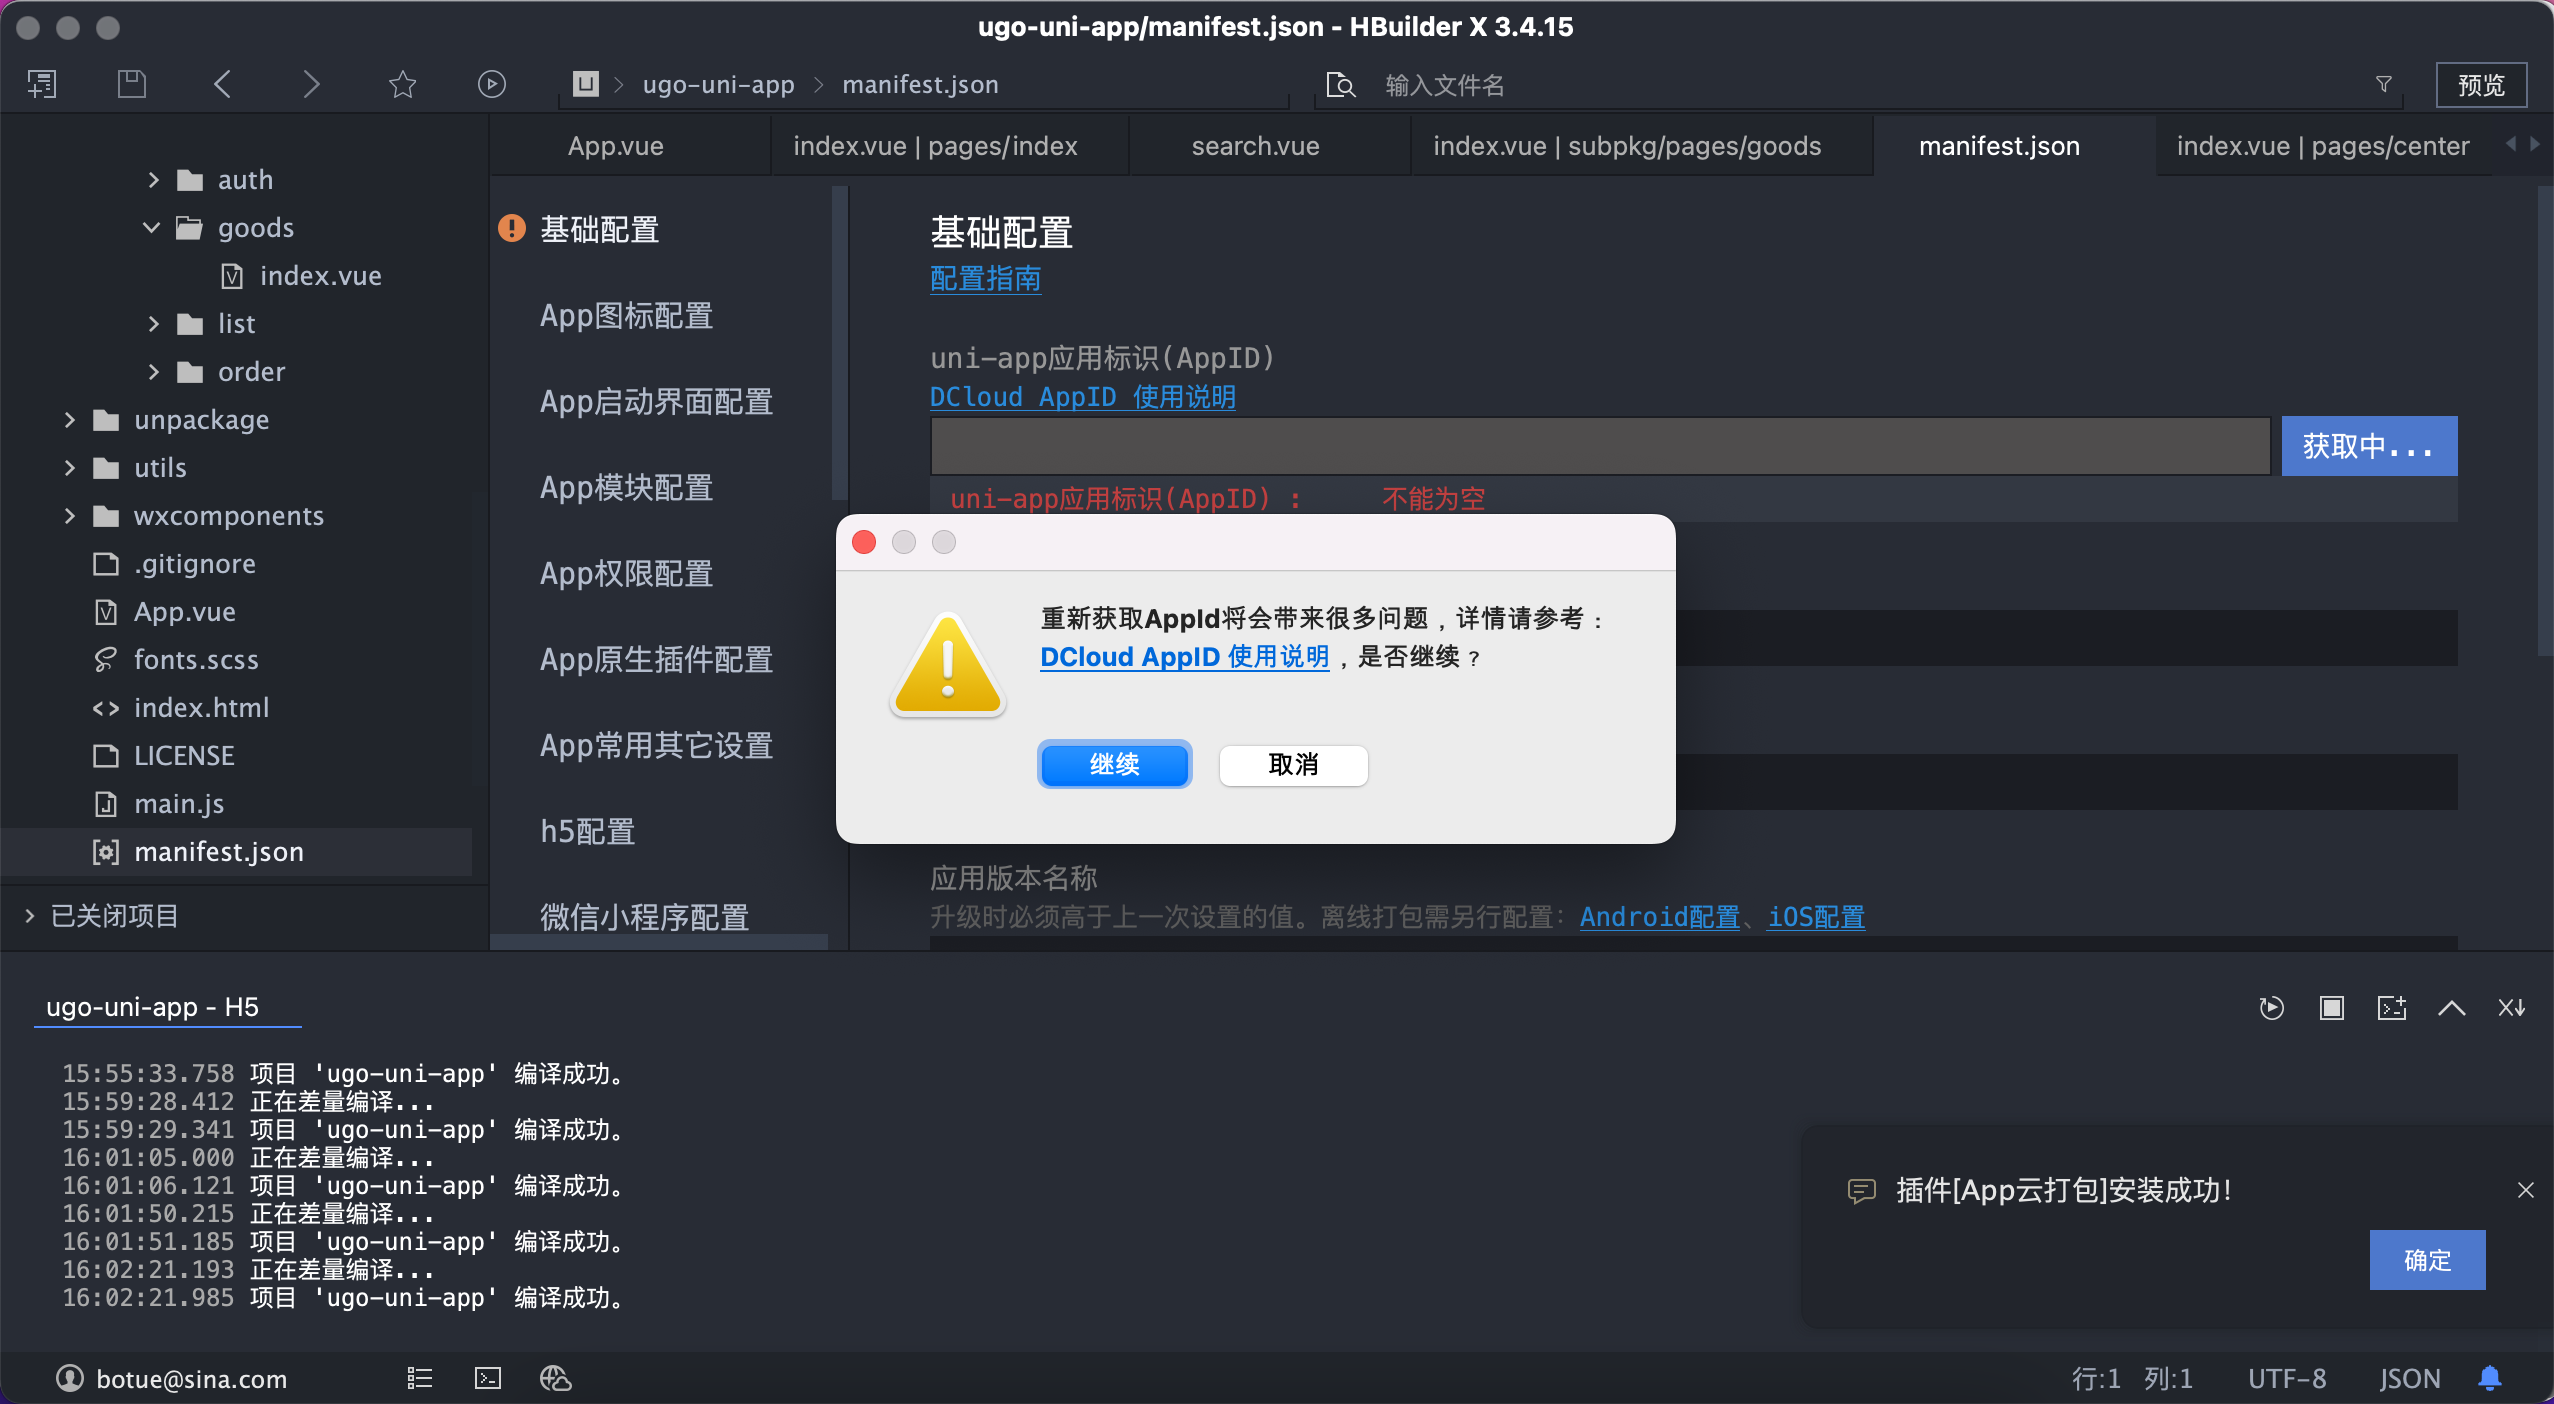 ugo-uni-app/manifest.json - HBuilder X 3.4.15
ugo-uni-app
manifest.json
输入文件名
预览
App.vue
index.vue | pages/index
search.vue
index.vue | subpkg/pages/goods
manifest.json
index.vue | pages/center
auth
goods
index.vue
list
order
unpackage
utils
wxcomponents
.gitignore
App.vue
fonts.scss
index.html
LICENSE
main.js
manifest.json
已关闭项目
基础配置
App图标配置
App启动界面配置
App模块配置
App权限配置
App原生插件配置
App常用其它设置
h5配置
微信小程序配置
基础配置
配置指南
uni-app应用标识(AppID)
DCloud AppID 使用说明
获取中...
uni-app应用标识(AppID) : 不能为空
重新获取AppId将会带来很多问题，详情请参考：
DCloud AppID 使用说明，是否继续？
继续
取消
应用版本名称
升级时必须高于上一次设置的值。离线打包需另行配置：Android配置、iOS配置
ugo-uni-app - H5
15:55:33.758 项目 'ugo-uni-app' 编译成功。
15:59:28.412 正在差量编译...
15:59:29.341 项目 'ugo-uni-app' 编译成功。
16:01:05.000 正在差量编译...
16:01:06.121 项目 'ugo-uni-app' 编译成功。
16:01:50.215 正在差量编译...
16:01:51.185 项目 'ugo-uni-app' 编译成功。
16:02:21.193 正在差量编译...
16:02:21.985 项目 'ugo-uni-app' 编译成功。
插件[App云打包]安装成功！
确定
botue@sina.com
行:1 列:1
UTF-8
JSON